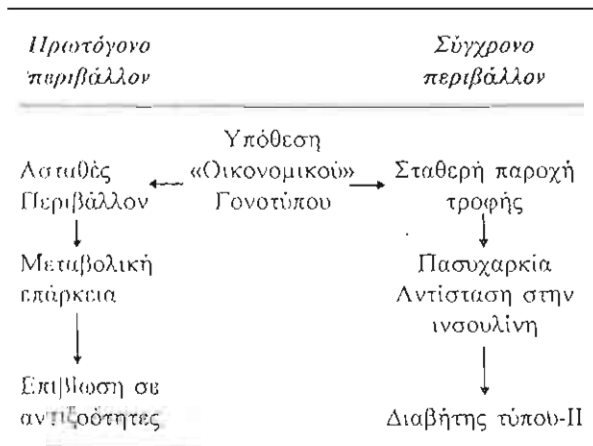 Πρωτόγονο
περιβάλλον
Σύγχρονο
περιβάλλον
Υπόθεση
«Οικονομικού»
Γονοτύπου
Ασταθές
Περιβάλλον
Μεταβολική
επάρκεια
Επιβίωση σε
αντιξοότητες
Σταθερή παροχή
τροφής
Πασυχαρκία
Αντίσταση στην
ινσουλίνη
Διαβήτης τύπου-ΙΙ